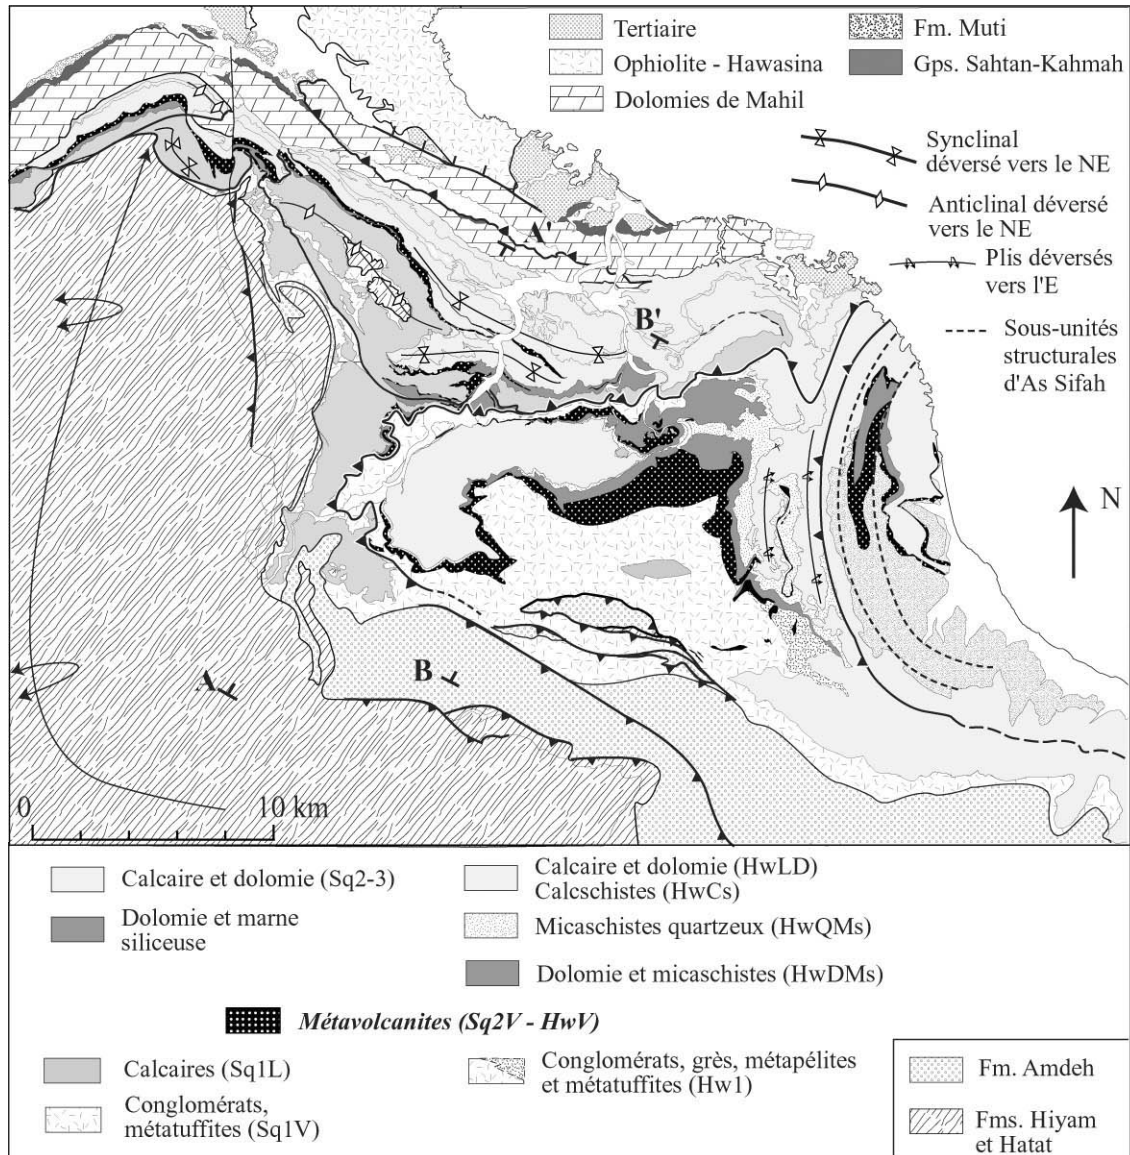 Tertiaire
Fm. Muti
Ophiolite - Hawasina
Gps. Sahtan-Kahmah
Dolomies de Mahil
Synclinal
déversé vers le NE
Anticlinal déversé
vers le NE
Plis déversés
vers l'E
Sous-unités
structurales
d'As Sifah
A'
B'
N
B
A
0
10 km
Calcaire et dolomie (Sq2-3)
Dolomie et marne
siliceuse
Calcaire et dolomie (HwLD)
Calcschistes (HwCs)
Micaschistes quartzeux (HwQMs)
Dolomie et micaschistes (HwDMs)
Métavolcanites (Sq2V - HwV)
Calcaires (Sq1L)
Conglomérats,
métatuffites (Sq1V)
Conglomérats, grès, métapélites
et métatuffites (Hw1)
Fm. Amdeh
Fms. Hiyam
et Hatat